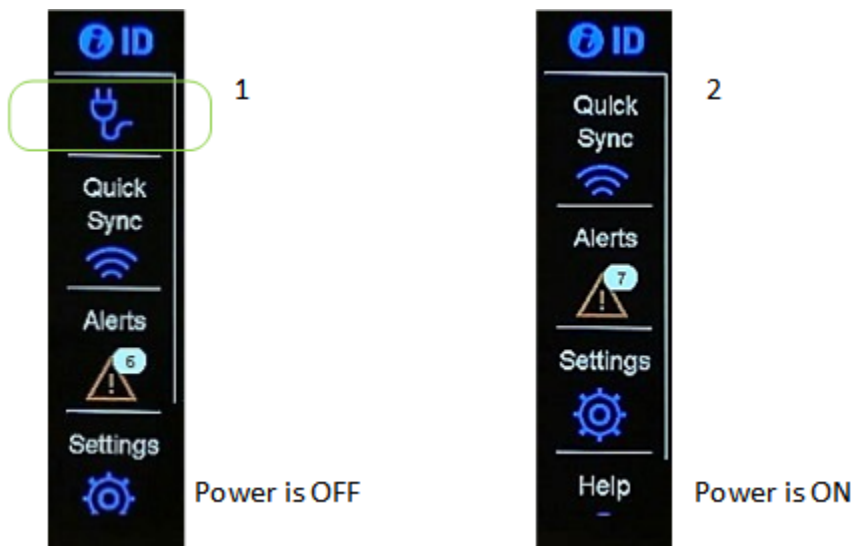 i ID
1
Quick
Sync
Alerts
6
Settings
Power is OFF
i ID
2
Quick
Sync
Alerts
7
Settings
Help
Power is ON